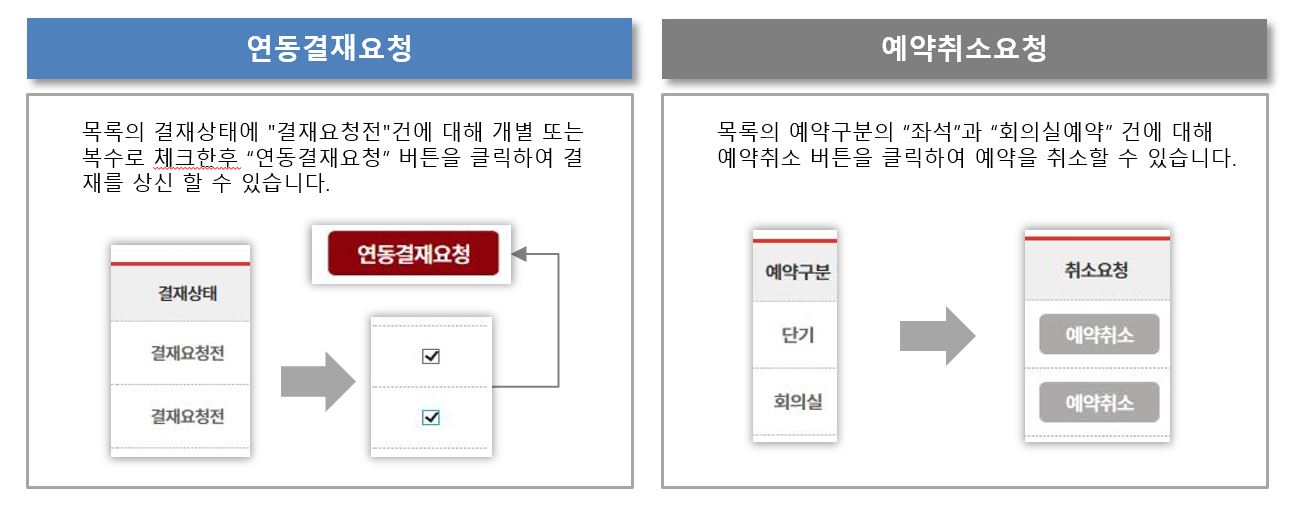 연동결재요청
목록의 결재상태에 "결재요청전"건에 대해 개별 또는
복수로 체크한후 “연동결재요청” 버튼을 클릭하여 결
재를 상신 할 수 있습니다.
연동결재요청
결재상태
결재요청전
결재요청전
예약취소요청
목록의 예약구분의 “좌석”과 “회의실예약” 건에 대해
예약취소 버튼을 클릭하여 예약을 취소할 수 있습니다.
예약구분
단기
회의실
취소요청
예약취소
예약취소